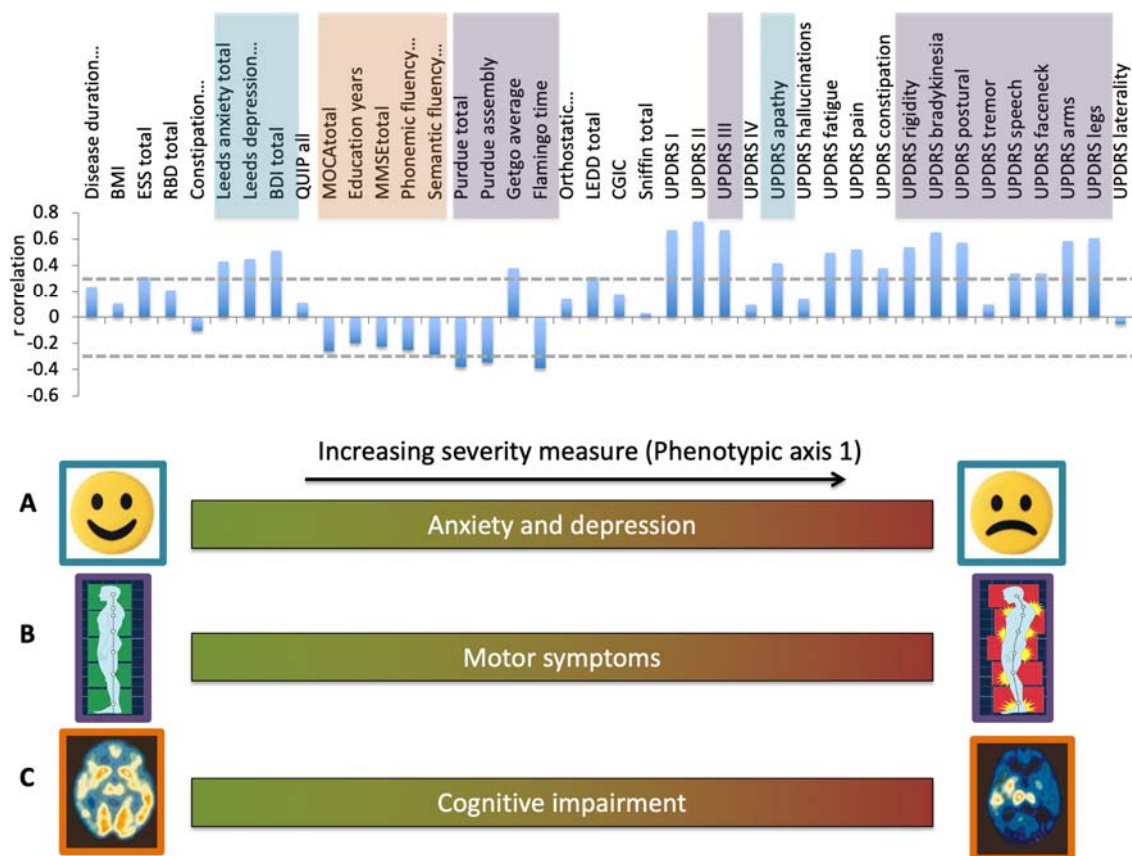 Disease duration...
BMI
ESS total
RBD total
Constipation...
Leeds anxiety total
Leeds depression...
BDI total
QUIP all
MOCAtotal
Education years
MMSEtotal
Phonemic fluency...
Semantic fluency...
Purdue total
Purdue assembly
Getgo average
Flamingo time
Orthostatic...
LEDD total
CGIC
Sniffin total
UPDRS I
UPDRS II
UPDRS III
UPDRS IV
UPDRS apathy
UPDRS hallucinations
UPDRS fatigue
UPDRS pain
UPDRS constipation
UPDRS rigidity
UPDRS bradykinesia
UPDRS postural
UPDRS tremor
UPDRS speech
UPDRS faceneck
UPDRS arms
UPDRS legs
UPDRS laterality
r correlation
0.8
0.6
0.4
0.2
0
-0.2
-0.4
-0.6
Increasing severity measure (Phenotypic axis 1)
A
Anxiety and depression
B
Motor symptoms
C
Cognitive impairment